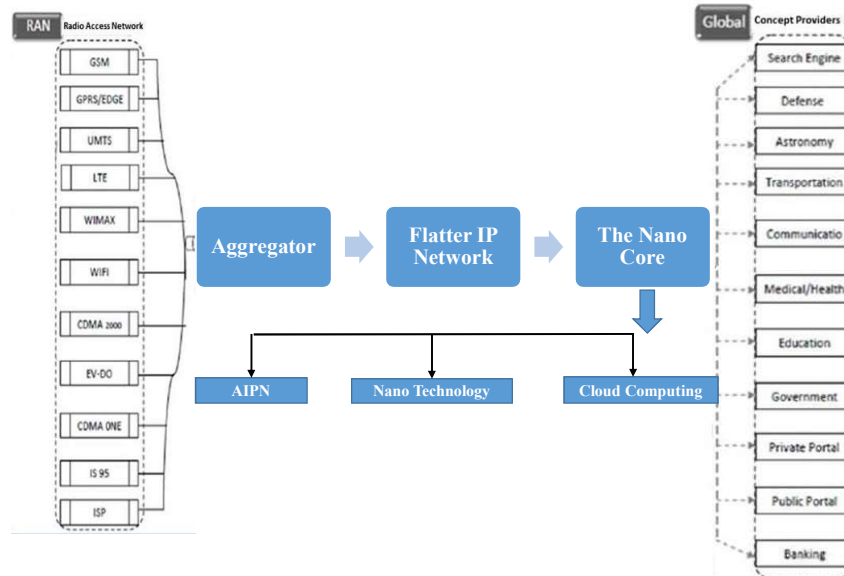 RAN Radio Access Network
GSM
GPRS/EDGE
UMTS
LTE
WIMAX
WIFI
CDMA 2000
EV-DO
CDMA ONE
IS 95
ISP
Aggregator
Flatter IP
Network
The Nano
Core
AIPN
Nano Technology
Cloud Computing
Global Concept Providers
Search Engine
Defense
Astronomy
Transportation
Communicatio
Medical/Health
Education
Government
Private Portal
Public Portal
Banking